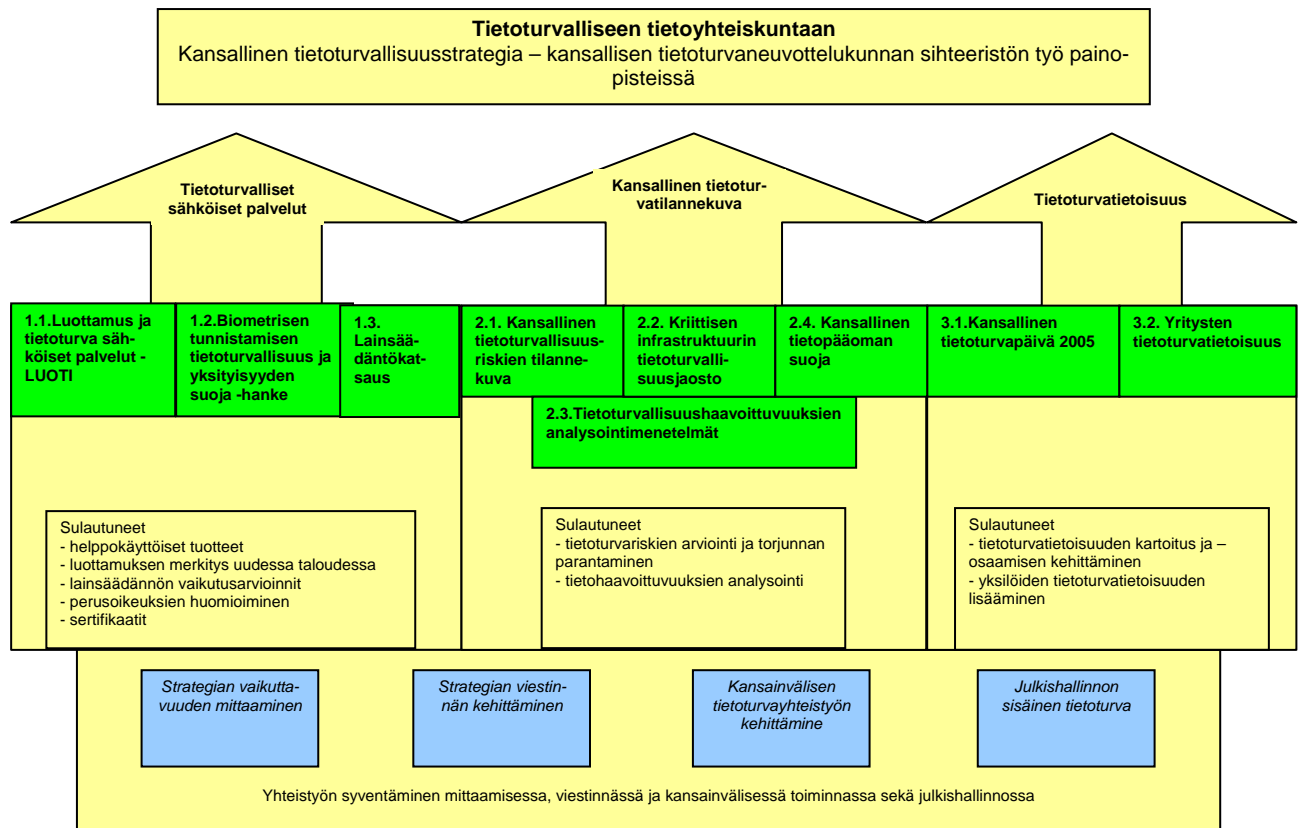 Tietoturvalliseen tietoyhteiskuntaan
Kansallinen tietoturvallisuusstrategia – kansallisen tietoturvaneuvottelukunnan sihteeristön työ paino-
pisteissä
Tietoturvalliset
sähköiset palvelut
Kansallinen tietotur-
vatilannekuva
Tietoturvatietoisuus
1.1.Luottamus ja
tietoturva säh-
köiset palvelut -
LUOTI
1.2.Biometrisen
tunnistamisen
tietoturvallisuus ja
yksityisyyden
suoja -hanke
1.3.
Lainsää-
däntökat-
saus
2.1. Kansallinen
tietoturvallisuus-
riskien tilanne-
kuva
2.2. Kriittisen
infrastruktuurin
tietoturvalli-
suusjaosto
2.4. Kansallinen
tietopääoman
suoja
3.1.Kansallinen
tietoturvapäivä 2005
3.2. Yritysten
tietoturvatietoisuus
2.3.Tietoturvallisuushaavoittuvuuksien
analysointimenetelmät
Sulautuneet
- helppokäyttöiset tuotteet
- luottamuksen merkitys uudessa taloudessa
- lainsäädännön vaikutusarvioinnit
- perusoikeuksien huomioiminen
- sertifikaatit
Sulautuneet
- tietoturvariskien arviointi ja torjunnan
parantaminen
- tietohaavoittuvuuksien analysointi
Sulautuneet
- tietoturvatietoisuuden kartoitus ja –
osaamisen kehittäminen
- yksilöiden tietoturvatietoisuuden
lisääminen
Strategian vaikutta-
vuuden mittaaminen
Strategian viestin-
nän kehittäminen
Kansainvälisen
tietoturvayhteistyön
kehittämine
Julkishallinnon
sisäinen tietoturva
Yhteistyön syventäminen mittaamisessa, viestinnässä ja kansainvälisessä toiminnassa sekä julkishallinnossa